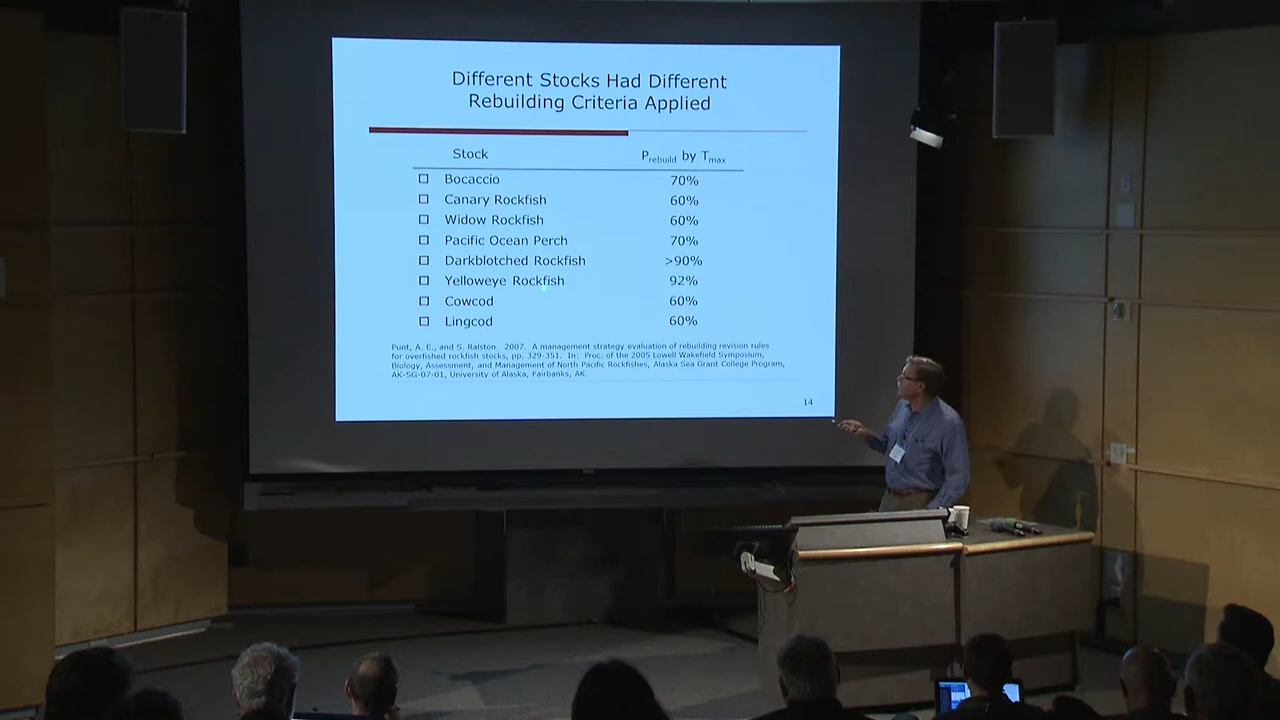 Different Stocks Had Different
Rebuilding Criteria Applied
Stock Prebuild by Tmax
☐ Bocaccio 70%
☐ Canary Rockfish 60%
☐ Widow Rockfish 60%
☐ Pacific Ocean Perch 70%
☐ Darkblotched Rockfish >90%
☐ Yelloweye Rockfish 92%
☐ Cowcod 60%
☐ Lingcod 60%
Punt, A. E., and S. Ralston. 2007. A management strategy evaluation of rebuilding revision rules
for overfished rockfish stocks, pp. 329-351. In: Proc. of the 2005 Lowell Wakefield Symposium,
Biology, Assessment, and Management of North Pacific Rockfishes, Alaska Sea Grant College Program,
AK-SG-07-01, University of Alaska, Fairbanks, AK.
14